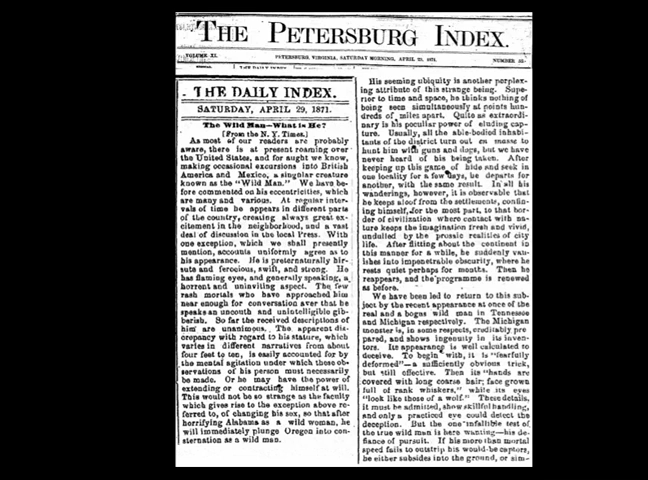 THE PETERSBURG INDEX.
VOLUME XI.
PETERSBURG, VIRGINIA, SATURDAY MORNING, APRIL 29, 1871.
NUMBER
THE DAILY INDEX.
SATURDAY, APRIL 29, 1871.
The Wild Man—What is He?
[From the N. Y. Times.]
As most of our readers are probably
aware, there is at present roaming over
the United States, and for aught we know,
making occasional excursions into British
America and Mexico, a singular creature
known as the "Wild Man." We have be-
fore commented on his eccentricities, which
are many and various. At regular inter-
vals of time he appears in different parts
of the country, creating always great ex-
citement in the neighborhood, and a vast
deal of discussion in the local Press. With
one exception, which we shall presently
mention, accounts uniformly agree as to
his appearance. He is preternaturally hir-
sute and ferocious, swift, and strong. He
has flaming eyes, and generally speaking, a
horrent and uninviting aspect. The few
rash mortals who have approached him
near enough for conversation aver that he
speaks an uncouth and unintelligible gib-
berish. So far the received descriptions of
him are unanimous. The apparent dis-
crepancy with regard to his stature, which
varies in different narratives from about
four feet to ten, is easily accounted for by
the mental agitation under which these ob-
servations of his person must necessarily
be made. Or he may have the power of
extending or contracting himself at will.
This would not be so strange as the faculty
which gives rise to the exception above re-
ferred to, of changing his sex, so that after
horrifying Alabama as a wild woman, he
will immediately plunge Oregon into con-
sternation as a wild man.
His seeming ubiquity is another perplex-
ing attribute of this strange being. Supe-
rior to time and space, he thinks nothing of
being seen simultaneously at points hun-
dreds of miles apart. Quite as extraordi-
nary is his peculiar power of eluding cap-
ture. Usually, all the able-bodied inhabi-
tants of the district turn out en masse to
hunt him with guns and dogs, but we have
never heard of his being taken. After
keeping up this game of hide and seek in
one locality for a few days, he departs for
another, with the same result. In all his
wanderings, however, it is observable that
he keeps aloof from the settlements, confin-
ing himself, for the most part, to that bor-
der of civilization where contact with na-
ture keeps the imagination fresh and vivid,
undulled by the prosaic realities of city
life. After flitting about the continent in
this manner for a while, he suddenly van-
ishes into impenetrable obscurity, where he
rests quiet perhaps for months. Then he
reappears, and the programme is renewed
as before.
We have been led to return to this sub-
ject by the recent appearance at once of the
real and a bogus wild man in Tennessee
and Michigan respectively. The Michigan
monster is, in some respects, creditably pre-
pared, and shows ingenuity in its inven-
tors. Its appearance is well calculated to
deceive. To begin with, it is "fearfully
deformed"—a sufficiently obvious trick,
but still effective. Then its "hands are
covered with long coarse hair; face grown
full of rank whiskers," while its eyes
"look like those of a wolf." These details,
it must be admitted, show skillful handling,
and only a practiced eye could detect the
deception. But the one infallible test of
the true wild man is here wanting—his de-
fiance of pursuit. If his more than mortal
speed fails to outstrip his would-be captors,
he either subsides into the ground, or sim-